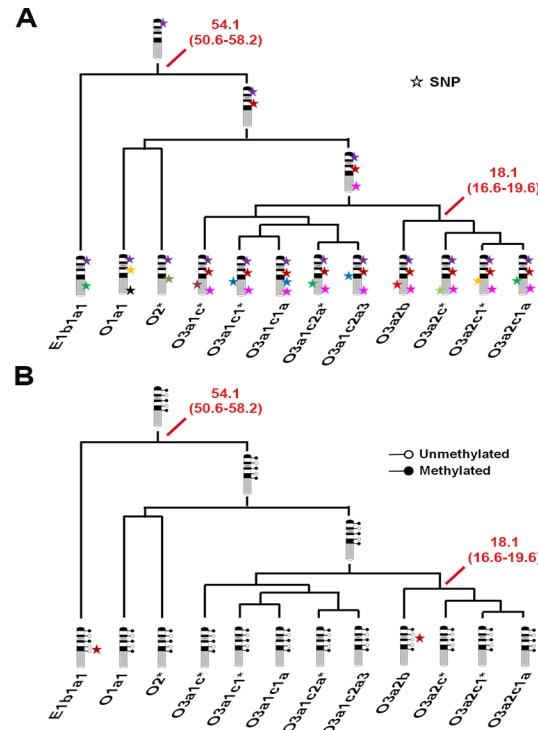 A
54.1
(50.6-58.2)
☆ SNP
18.1
(16.6-19.6)
E1b1a1
O1a1
O2*
O3a1c*
O3a1c1*
O3a1c1a
O3a1c2a*
O3a1c2a3
O3a2b
O3a2c*
O3a2c1*
O3a2c1a
B
54.1
(50.6-58.2)
Unmethylated
Methylated
18.1
(16.6-19.6)
E1b1a1
O1a1
O2*
O3a1c*
O3a1c1*
O3a1c1a
O3a1c2a*
O3a1c2a3
O3a2b
O3a2c*
O3a2c1*
O3a2c1a